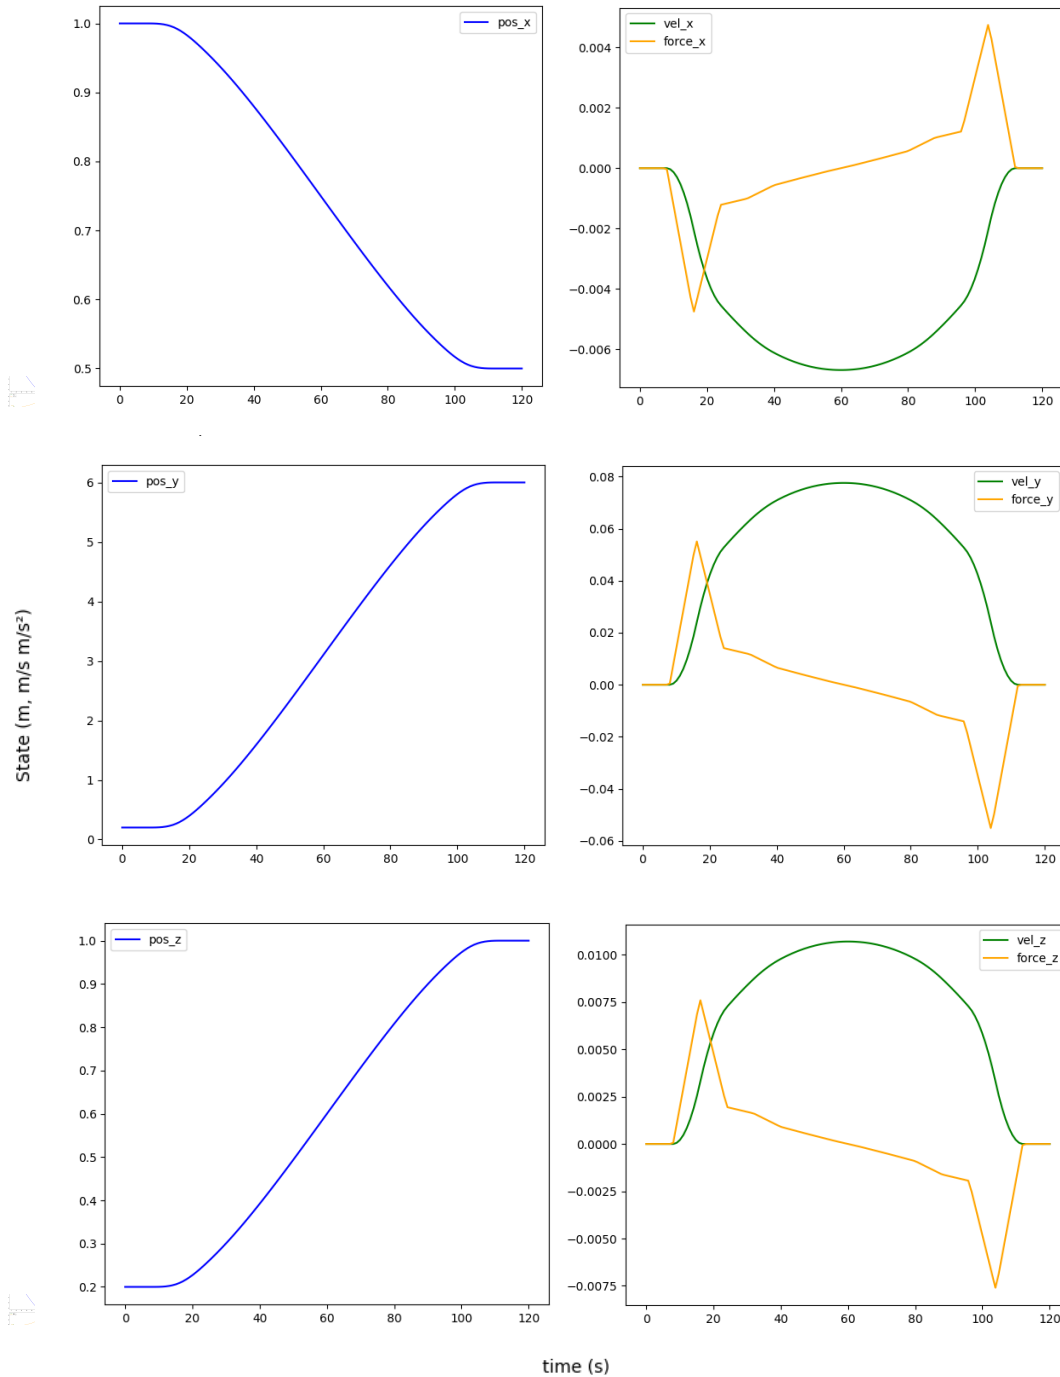 pos_x
1.0
0.9
0.8
0.7
0.6
0.5
0 20 40 60 80 100 120
vel_x
force_x
0.004
0.002
0.000
−0.002
−0.004
−0.006
0 20 40 60 80 100 120
State (m, m/s m/s²)
pos_y
6
5
4
3
2
1
0
0 20 40 60 80 100 120
vel_y
force_y
0.08
0.06
0.04
0.02
0.00
−0.02
−0.04
−0.06
0 20 40 60 80 100 120
pos_z
1.0
0.9
0.8
0.7
0.6
0.5
0.4
0.3
0.2
0 20 40 60 80 100 120
vel_z
force_z
0.0100
0.0075
0.0050
0.0025
0.0000
−0.0025
−0.0050
−0.0075
0 20 40 60 80 100 120
time (s)